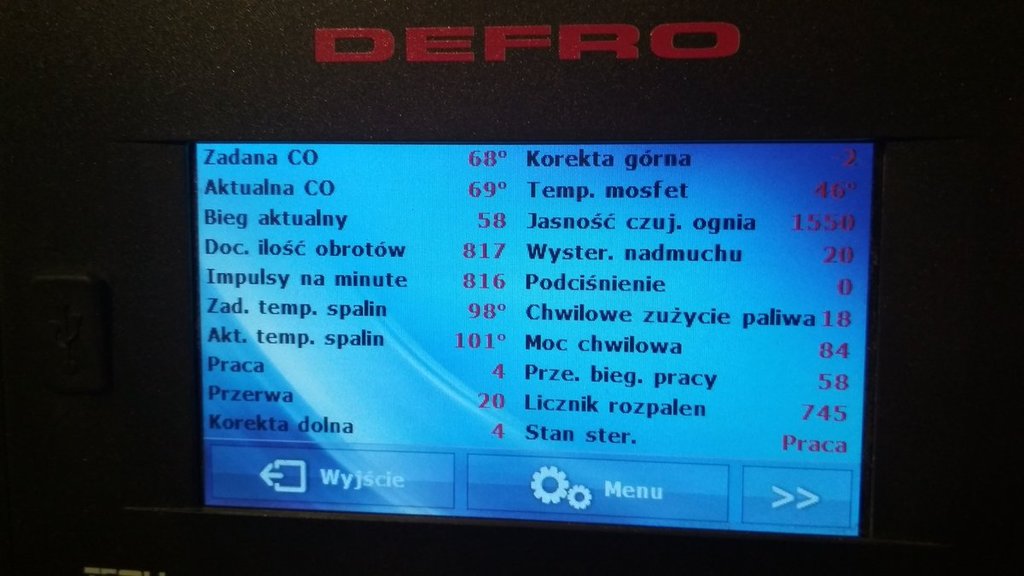 DEFRO
Zadana CO 68°
Aktualna CO 69°
Bieg aktualny 58
Doc. ilość obrotów 817
Impulsy na minute 816
Zad. temp. spalin 98°
Akt. temp. spalin 101°
Praca 4
Przerwa 20
Korekta dolna 4
Korekta górna 2
Temp. mosfet 46°
Jasność czuj. ognia 1550
Wyster. nadmuchu 20
Podciśnienie 0
Chwilowe zużycie paliwa 18
Moc chwilowa 84
Prze. bieg. pracy 58
Licznik rozpalen 745
Stan ster. Praca
Wyjście
Menu
>>